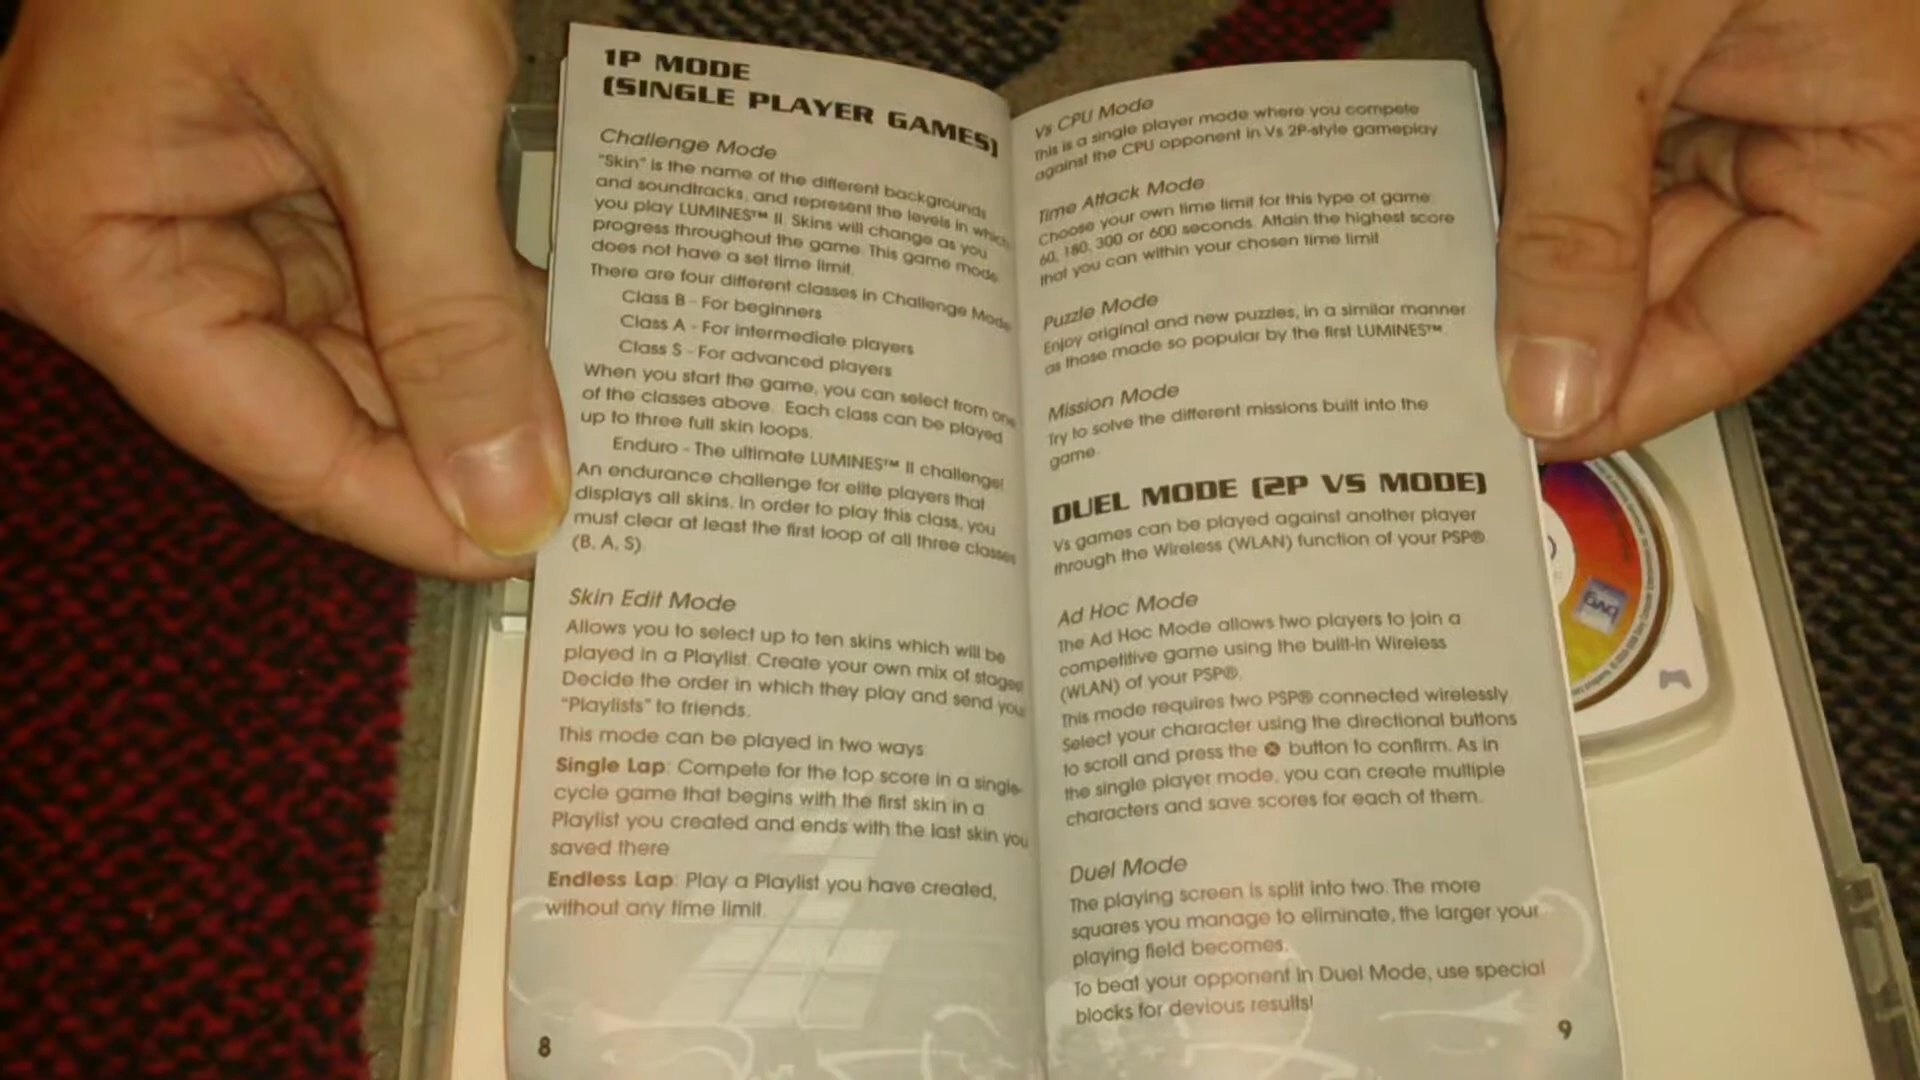 1P MODE
(SINGLE PLAYER GAMES)
Challenge Mode
"Skin" is the name of the different backgrounds
and soundtracks, and represent the levels in which
you play LUMINES™ II. Skins will change as you
progress throughout the game. This game mode
does not have a set time limit.
There are four different classes in Challenge Mode
Class B - For beginners
Class A - For intermediate players
Class S - For advanced players
When you start the game, you can select from one
of the classes above. Each class can be played
up to three full skin loops.
Enduro - The ultimate LUMINES™ II challenge!
An endurance challenge for elite players that
displays all skins. In order to play this class, you
must clear at least the first loop of all three classes
(B, A, S).
Skin Edit Mode
Allows you to select up to ten skins which will be
played in a Playlist. Create your own mix of stages
Decide the order in which they play and send your
"Playlists" to friends.
This mode can be played in two ways
Single Lap: Compete for the top score in a single-
cycle game that begins with the first skin in a
Playlist you created and ends with the last skin you
saved there
Endless Lap: Play a Playlist you have created,
without any time limit.
8
Vs CPU Mode
This is a single player mode where you compete
against the CPU opponent in Vs 2P-style gameplay
Time Attack Mode
Choose your own time limit for this type of game:
60, 180, 300 or 600 seconds. Attain the highest score
that you can within your chosen time limit
Puzzle Mode
Enjoy original and new puzzles, in a similar manner
as those made so popular by the first LUMINES™.
Mission Mode
Try to solve the different missions built into the
game.
DUEL MODE (2P VS MODE)
Vs games can be played against another player
through the Wireless (WLAN) function of your PSP®.
Ad Hoc Mode
The Ad Hoc Mode allows two players to join a
competitive game using the built-in Wireless
(WLAN) of your PSP®.
This mode requires two PSP® connected wirelessly.
Select your character using the directional buttons
to scroll and press the ⊗ button to confirm. As in
the single player mode, you can create multiple
characters and save scores for each of them.
Duel Mode
The playing screen is split into two. The more
squares you manage to eliminate, the larger your
playing field becomes.
To beat your opponent in Duel Mode, use special
blocks for devious results!
9